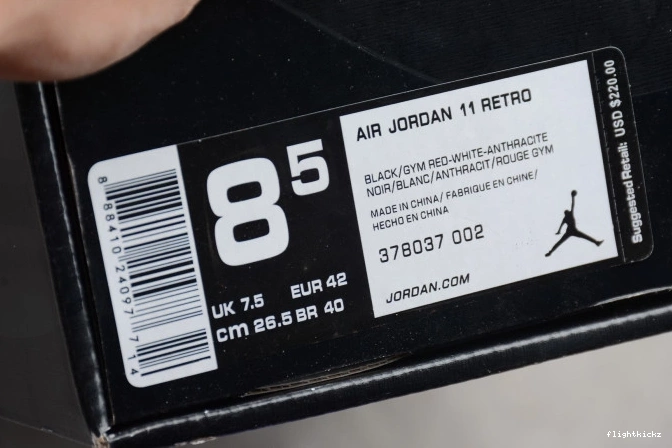 8 88410 24097 7 14
8 5
UK 7.5 EUR 42
cm 26.5 BR 40
AIR JORDAN 11 RETRO
BLACK/GYM RED-WHITE-ANTHRACITE
NOIR/BLANC/ANTHRACIT/ROUGE GYM
MADE IN CHINA/ FABRIQUE EN CHINE/
HECHO EN CHINA
378037 002
JORDAN.COM
Suggested Retail: USD $220.00
flightkickz